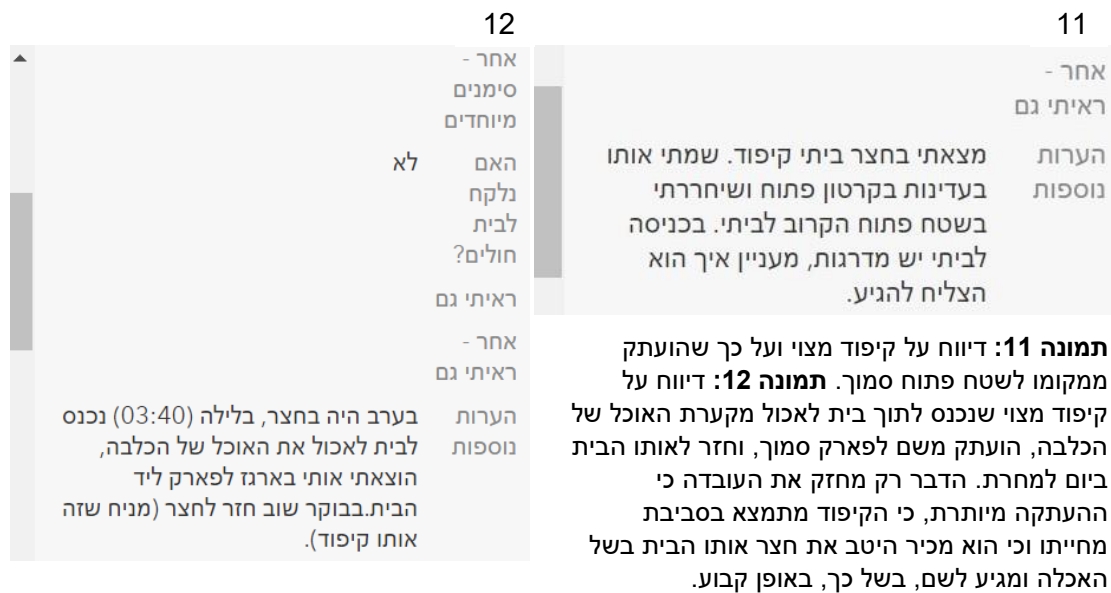 11
אחר -
ראיתי גם
הערות נוספות
מצאתי בחצר ביתי קיפוד. שמתי אותו
בעדינות בקרטון פתוח ושיחררתי
בשטח פתוח הקרוב לביתי. בכניסה
לביתי יש מדרגות, מעניין איך הוא
הצליח להגיע.
תמונה 11: דיווח על קיפוד מצוי ועל כך שהועתק
ממקומו לשטח פתוח סמוך. תמונה 12: דיווח על
קיפוד מצוי שנכנס לתוך בית לאכול מקערת האוכל של
הכלבה, הועתק משם לפארק סמוך, וחזר לאותו הבית
ביום למחרת. הדבר רק מחזק את העובדה כי
ההעתקה מיותרת, כי הקיפוד מתמצא בסביבת
מחייתו וכי הוא מכיר היטב את חצר אותו הבית בשל
האכלה ומגיע לשם, בשל כך, באופן קבוע.
12
אחר -
סימנים
מיוחדים
האם
נלקח
לבית
חולים?
לא
ראיתי גם
אחר -
ראיתי גם
הערות
נוספות
בערב היה בחצר, בלילה (03:40) נכנס
לבית לאכול את האוכל של הכלבה,
הוצאתי אותי בארגז לפארק ליד
הבית.בבוקר שוב חזר לחצר (מניח שזה
אותו קיפוד).